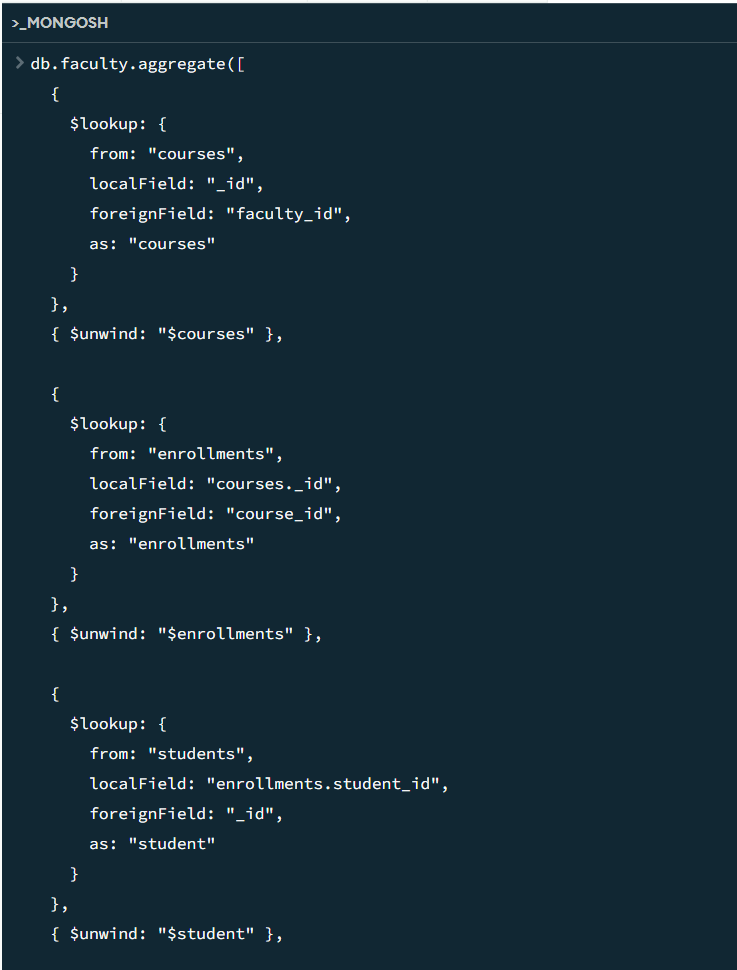 >_MONGOSH
> db.faculty.aggregate([
{
$lookup: {
from: "courses",
localField: "_id",
foreignField: "faculty_id",
as: "courses"
}
},
{ $unwind: "$courses" },
{
$lookup: {
from: "enrollments",
localField: "courses._id",
foreignField: "course_id",
as: "enrollments"
}
},
{ $unwind: "$enrollments" },
{
$lookup: {
from: "students",
localField: "enrollments.student_id",
foreignField: "_id",
as: "student"
}
},
{ $unwind: "$student" },